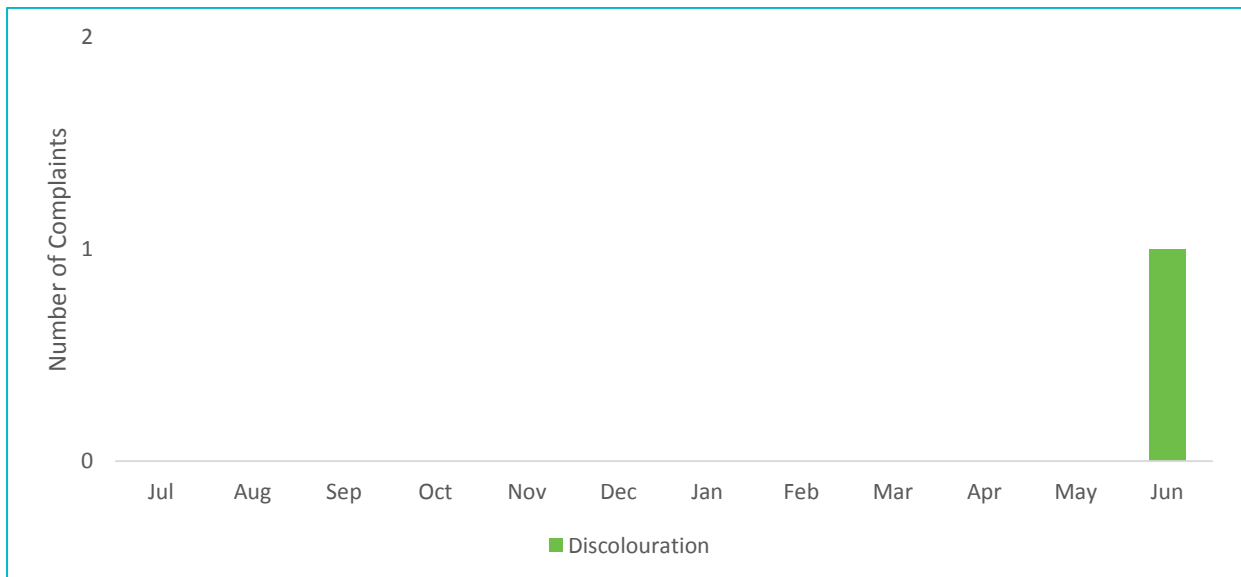 Number of Complaints
2
1
0
Jul Aug Sep Oct Nov Dec Jan Feb Mar Apr May Jun
Discolouration